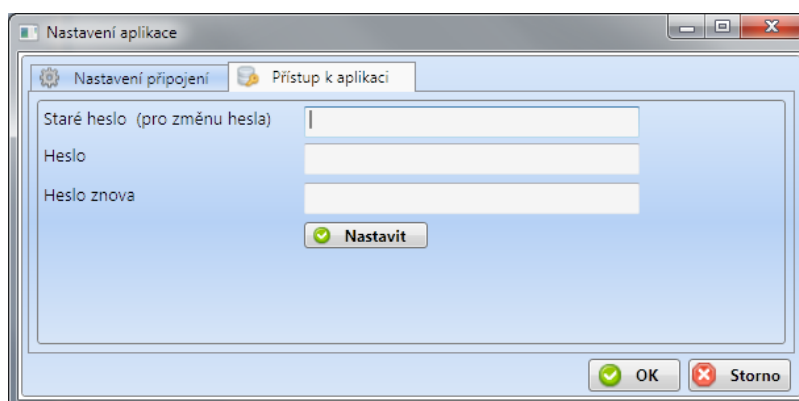 Nastavení aplikace
Nastavení připojení Přístup k aplikaci
Staré heslo (pro změnu hesla)
Heslo
Heslo znova
Nastavit
OK Storno